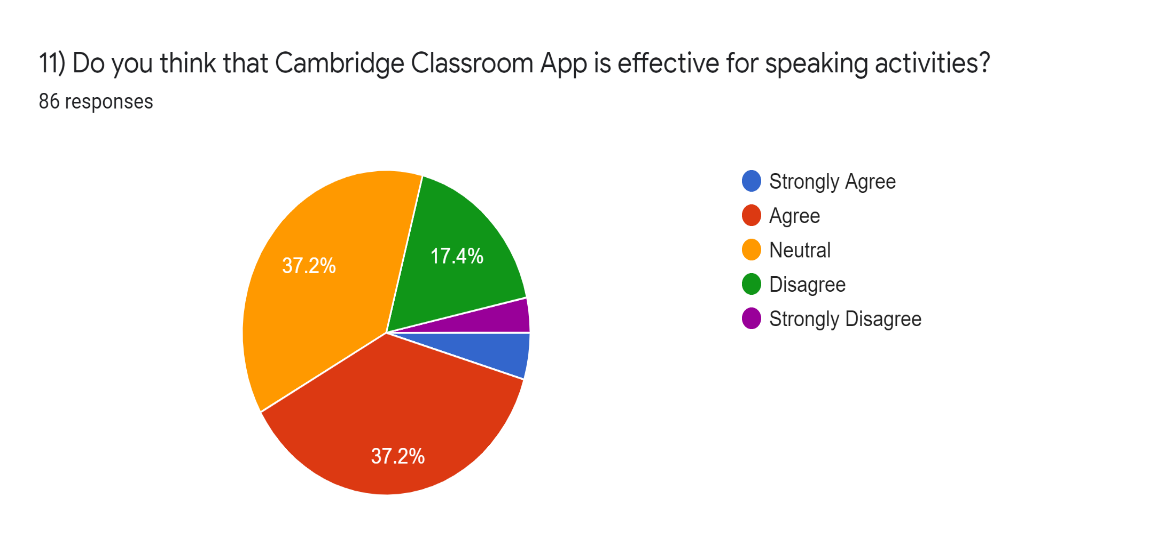 11) Do you think that Cambridge Classroom App is effective for speaking activities?
86 responses
Strongly Agree
Agree
Neutral
Disagree
Strongly Disagree
37.2%
17.4%
37.2%